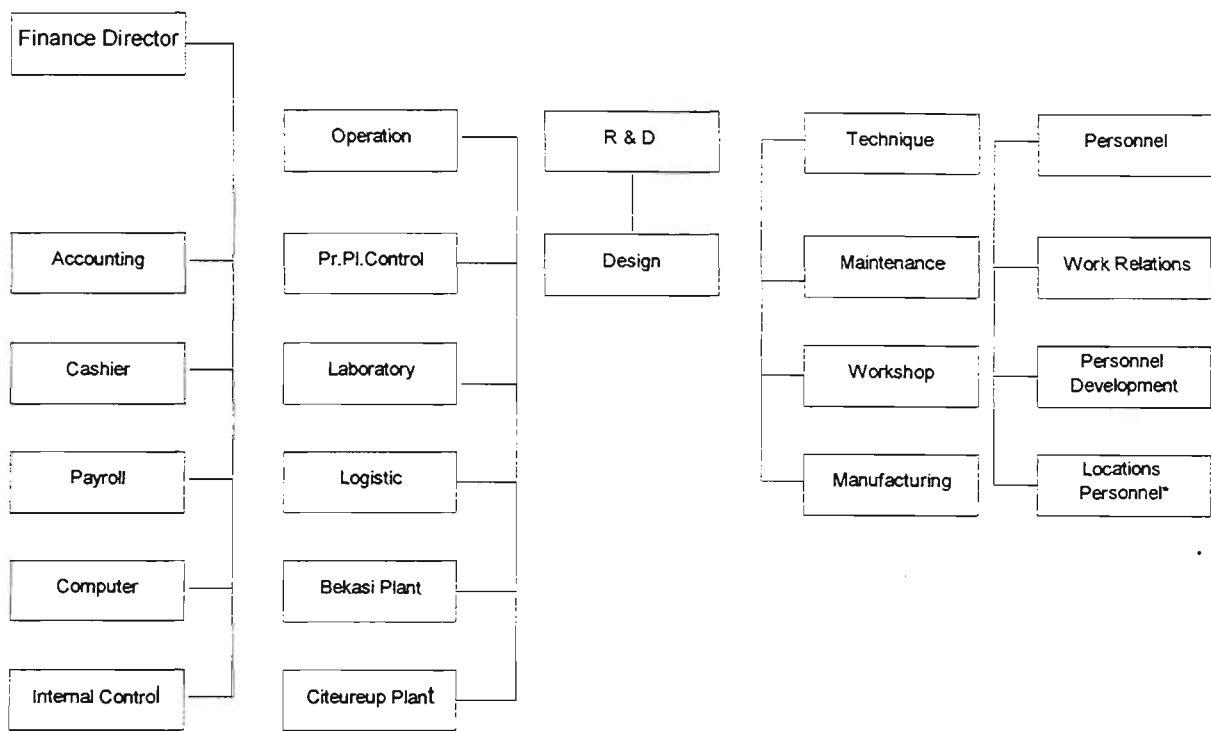 Finance Director
Operation
R & D
Technique
Personnel
Accounting
Pr.Pl.Control
Design
Maintenance
Work Relations
Cashier
Laboratory
Workshop
Personnel
Development
Payroll
Logistic
Manufacturing
Locations
Personnel*
Computer
Bekasi Plant
Internal Control
Citeureup Plant